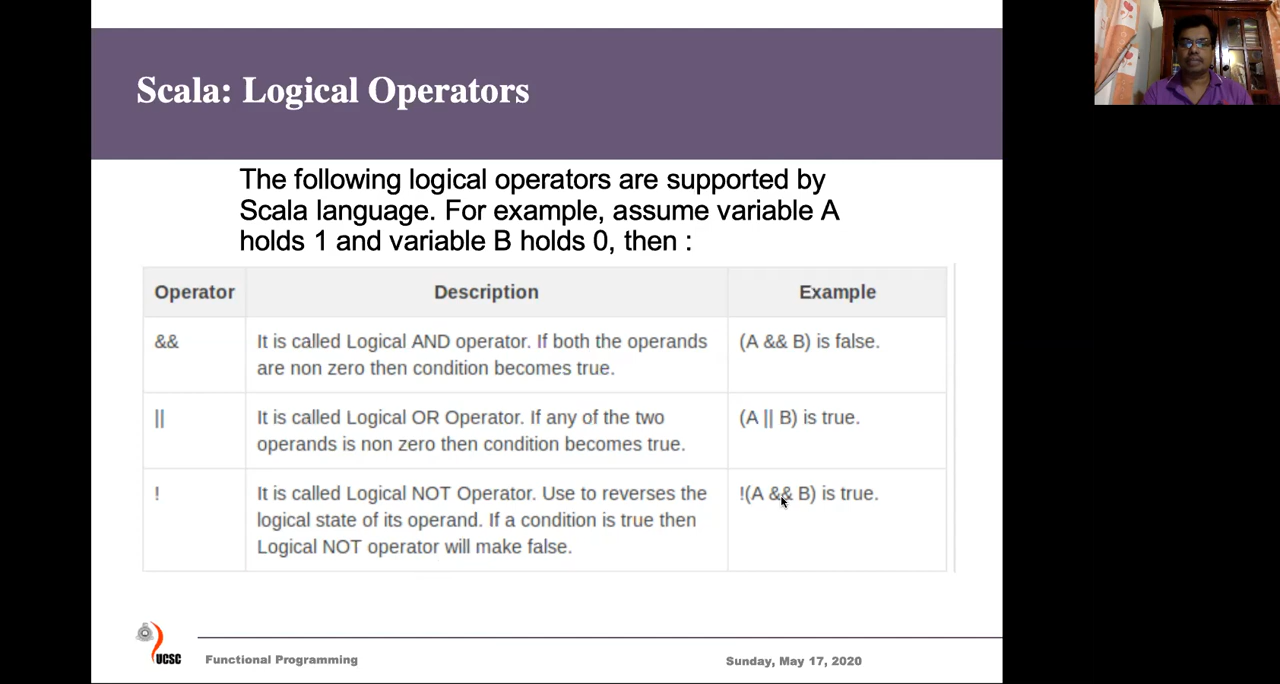 Scala: Logical Operators
The following logical operators are supported by
Scala language. For example, assume variable A
holds 1 and variable B holds 0, then :
Operator Description Example
&& It is called Logical AND operator. If both the operands (A && B) is false.
are non zero then condition becomes true.
|| It is called Logical OR Operator. If any of the two (A || B) is true.
operands is non zero then condition becomes true.
! It is called Logical NOT Operator. Use to reverses the !(A && B) is true.
logical state of its operand. If a condition is true then
Logical NOT operator will make false.
UCSC Functional Programming Sunday, May 17, 2020